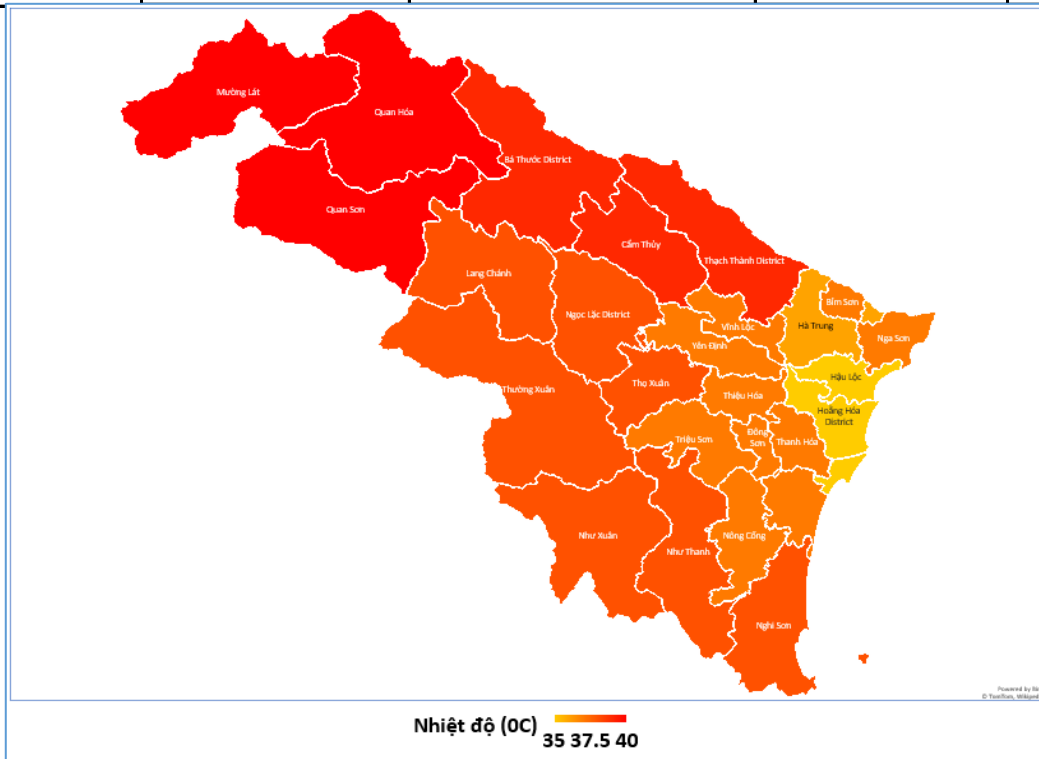 Mường Lát
Quan Hóa
Bá Thước District
Quan Sơn
Cẩm Thủy
Thạch Thành District
Lang Chánh
Ngọc Lặc District
Bỉm Sơn
Hà Trung
Vĩnh Lộc
Nga Sơn
Yên Định
Hậu Lộc
Thọ Xuân
Thường Xuân
Thiệu Hóa
Hoằng Hóa
District
Đông
Sơn
Triệu Sơn
Thanh Hóa
Như Xuân
Nông Cống
Như Thanh
Nghi Sơn
Powered by
© TomTom,
Nhiệt độ (0C)
35 37.5 40